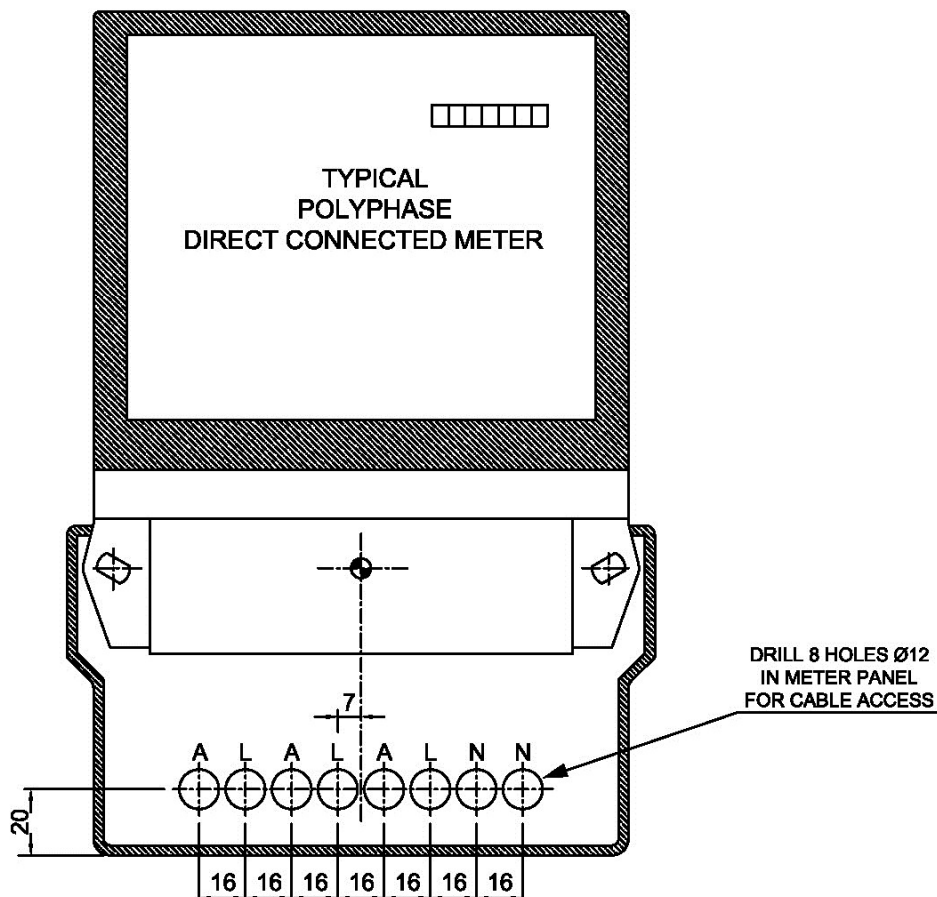 TYPICAL
POLYPHASE
DIRECT CONNECTED METER
DRILL 8 HOLES Ø12
IN METER PANEL
FOR CABLE ACCESS
7
A L A L A L N N
20
16 16 16 16 16 16 16